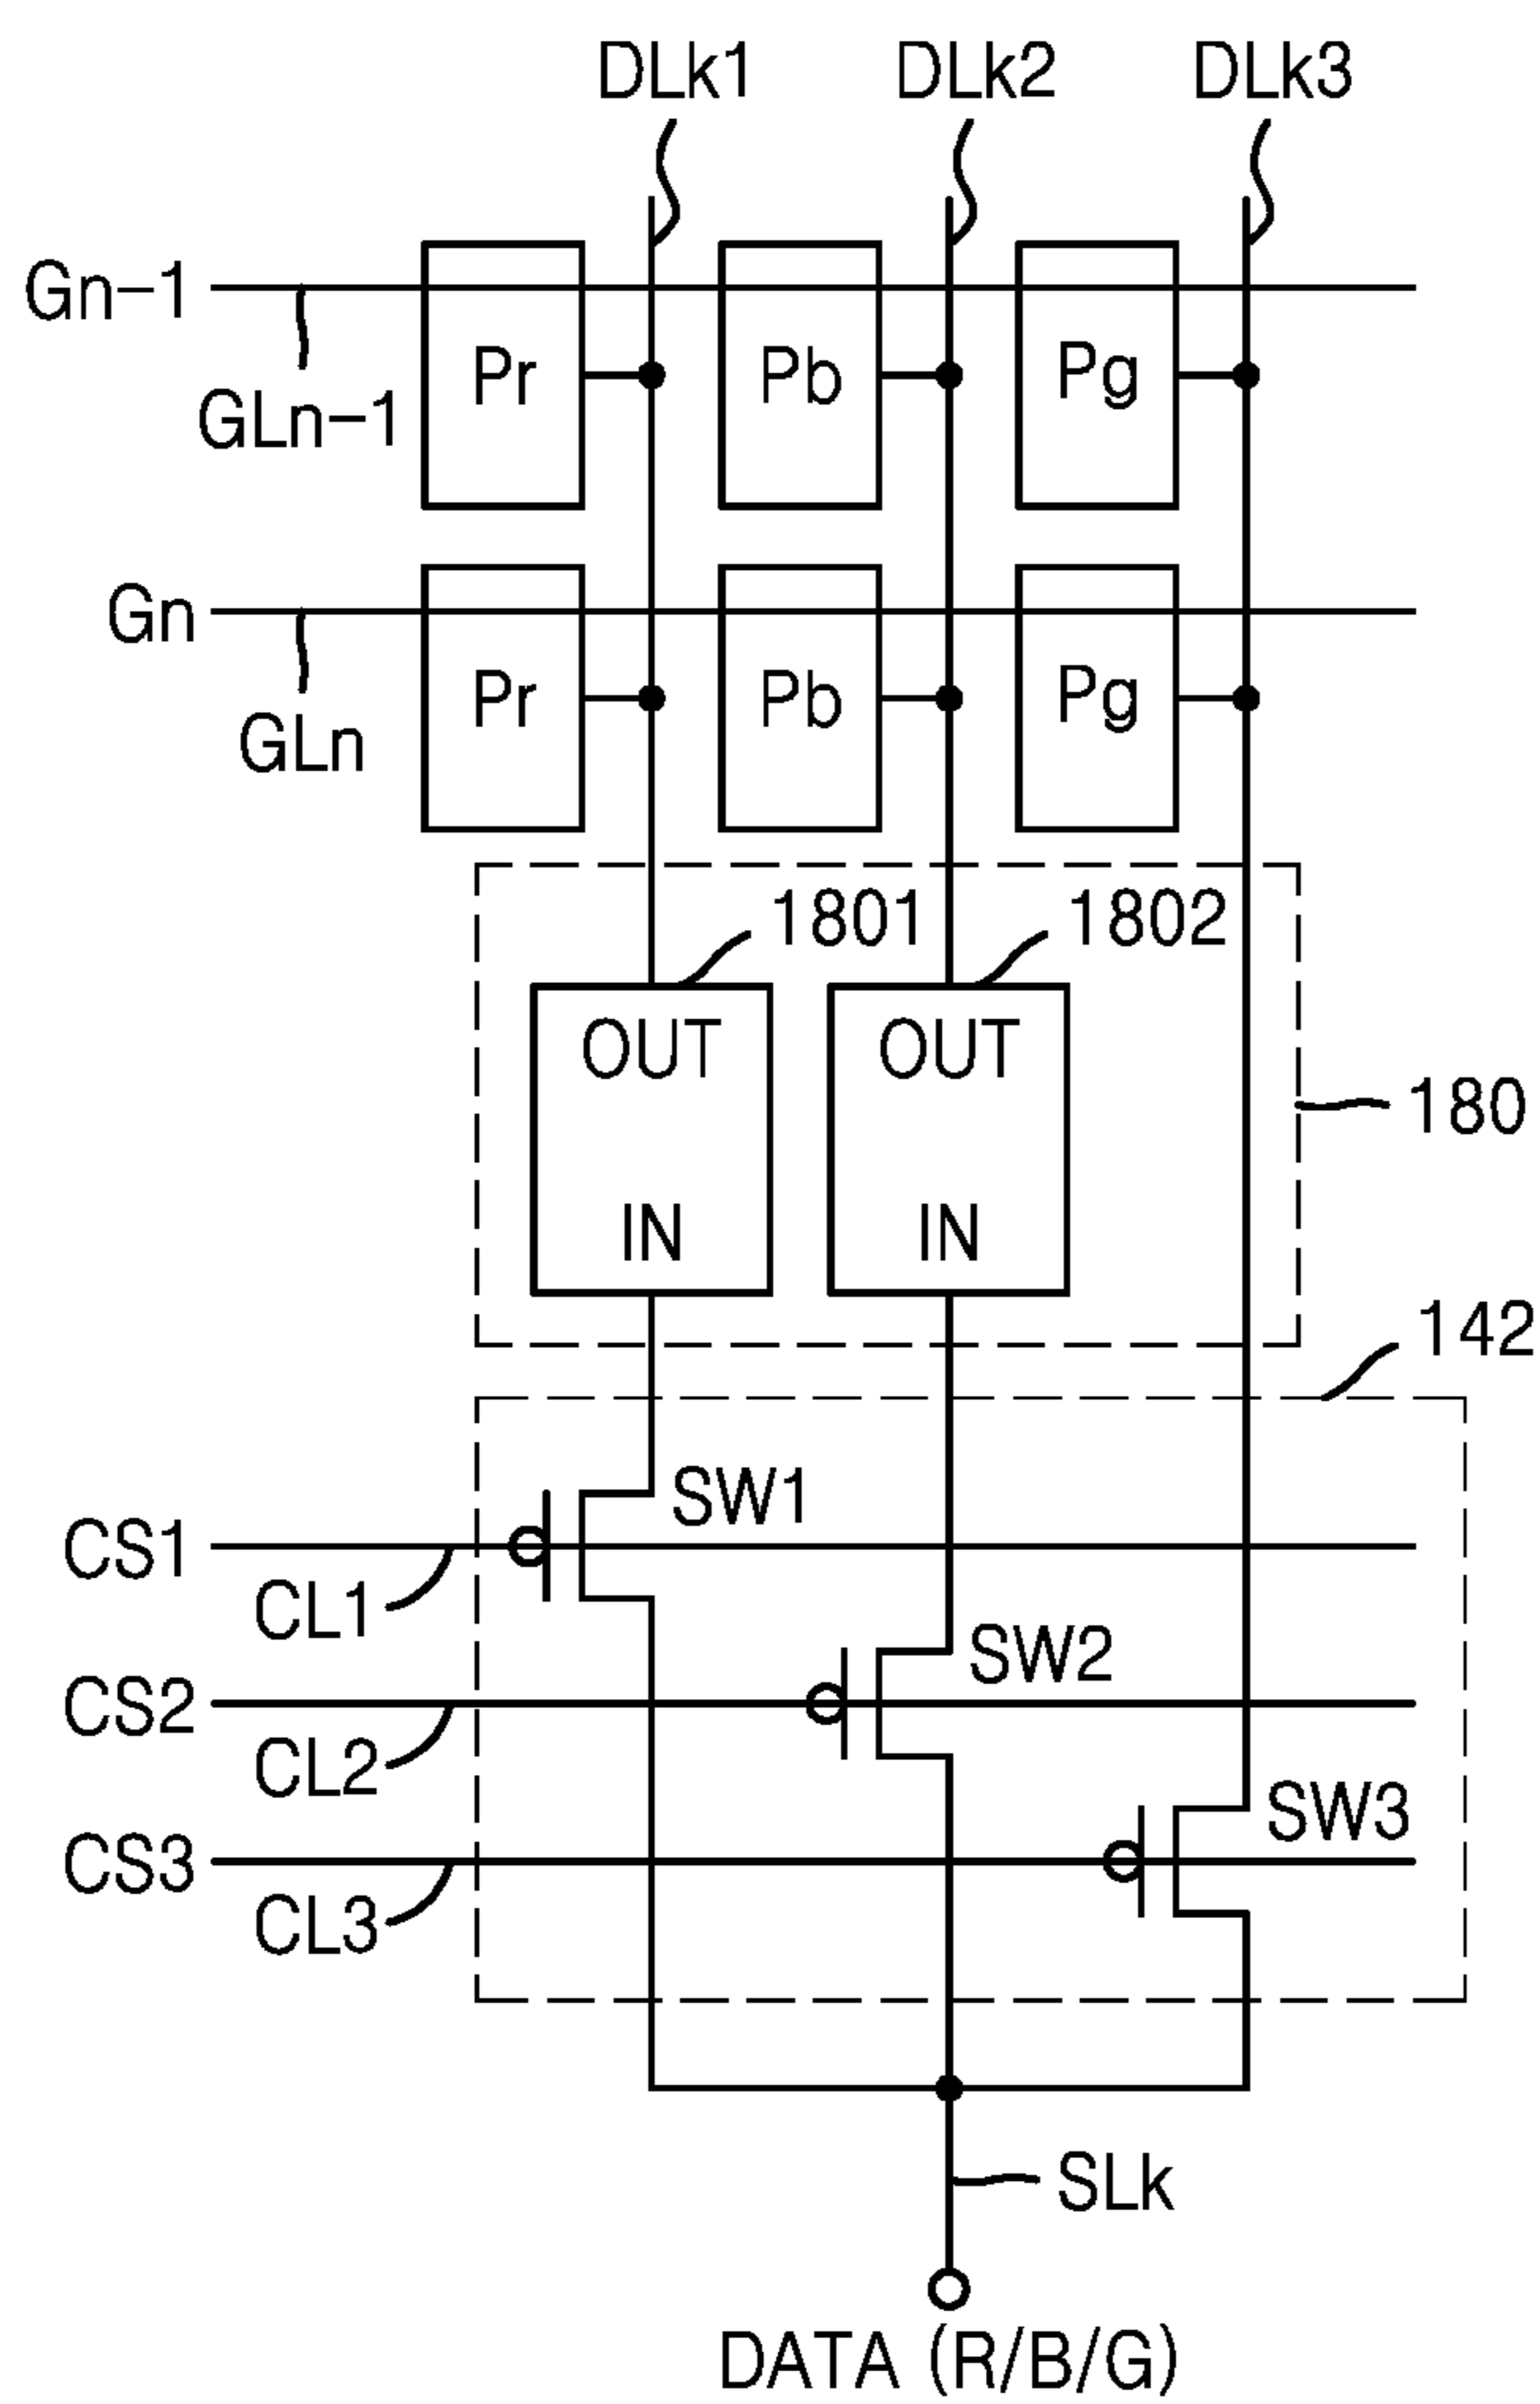 DLk1 DLk2 DLk3
Gn-1
GLn-1
Pr Pb Pg
Gn
GLn
Pr Pb Pg
1801 1802
OUT OUT
180
IN IN
142
SW1
CS1
CL1
SW2
CS2
CL2
SW3
CS3
CL3
SLk
DATA (R/B/G)